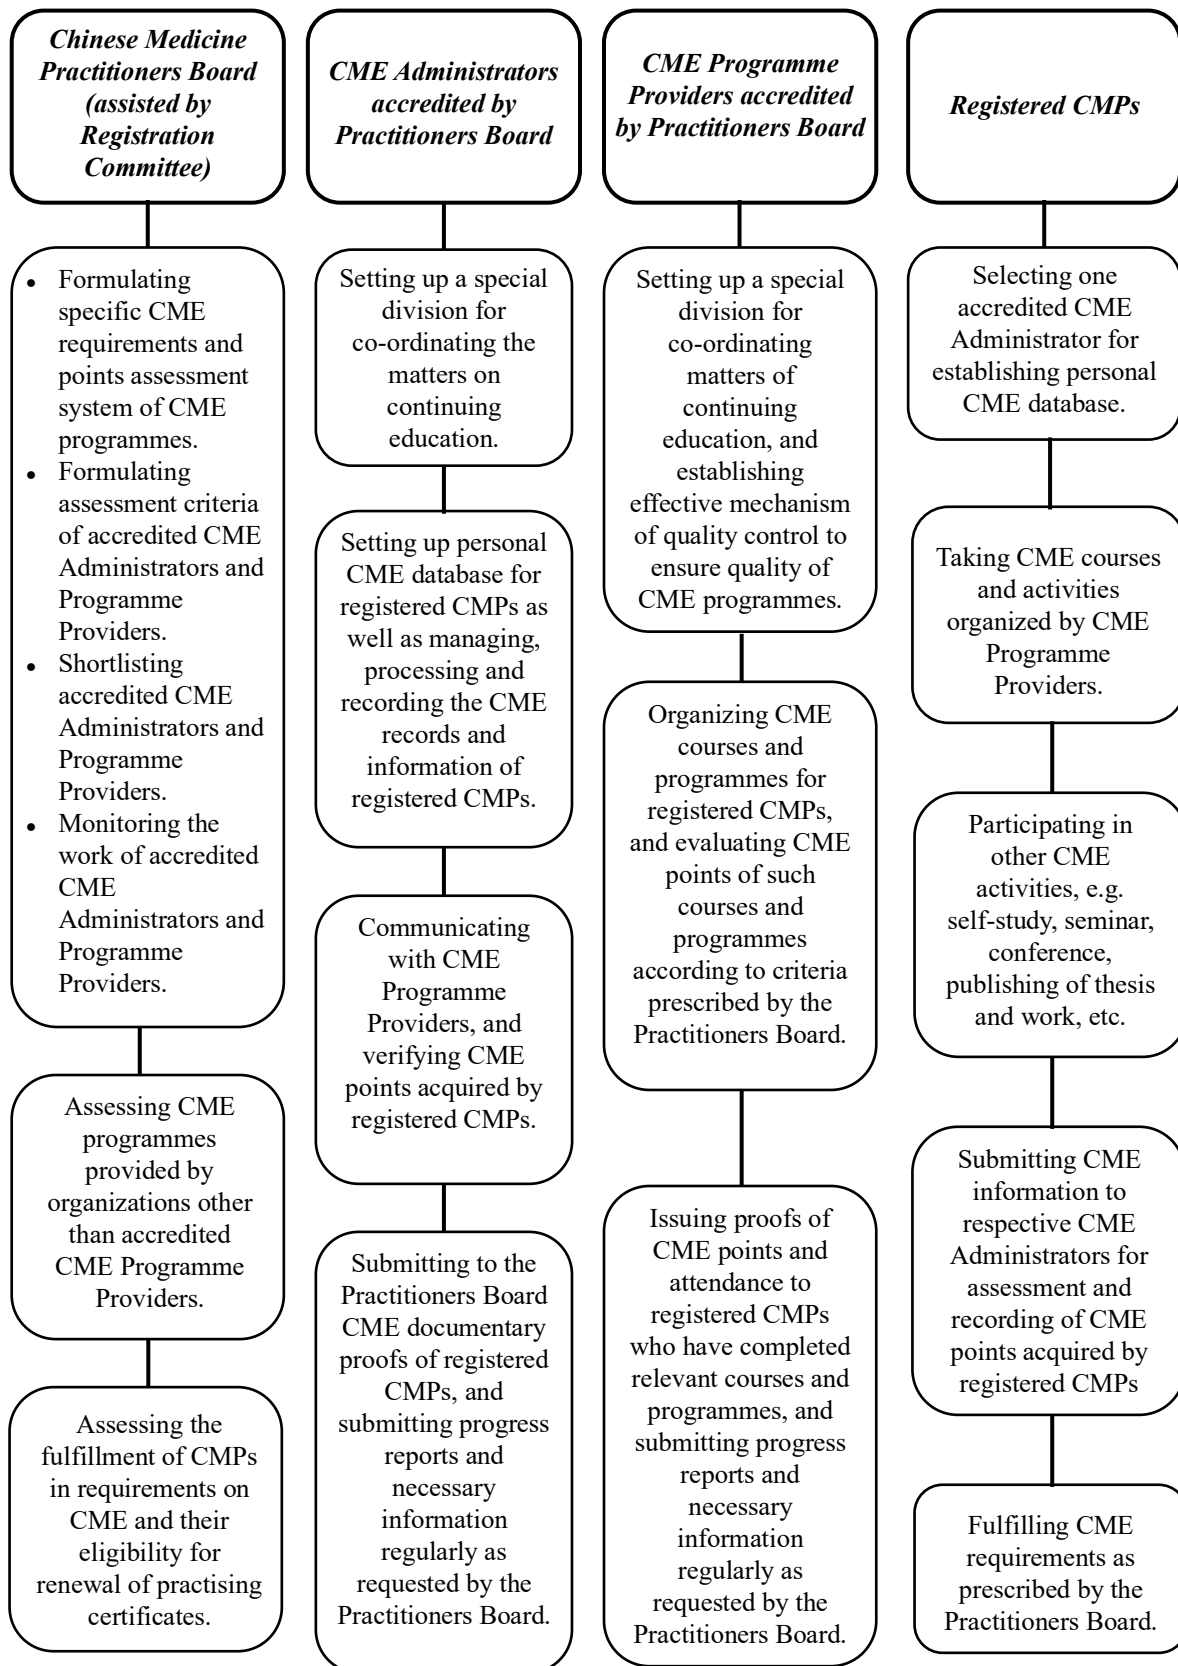 Chinese Medicine
Practitioners Board
(assisted by
Registration
Committee)
• Formulating
specific CME
requirements and
points assessment
system of CME
programmes.
• Formulating
assessment criteria
of accredited CME
Administrators and
Programme
Providers.
• Shortlisting
accredited CME
Administrators and
Programme
Providers.
• Monitoring the
work of accredited
CME
Administrators and
Programme
Providers.
Assessing CME
programmes
provided by
organizations other
than accredited
CME Programme
Providers.
Assessing the
fulfillment of CMPs
in requirements on
CME and their
eligibility for
renewal of practising
certificates.
CME Administrators
accredited by
Practitioners Board
Setting up a special
division for
co-ordinating the
matters on
continuing
education.
Setting up personal
CME database for
registered CMPs as
well as managing,
processing and
recording the CME
records and
information of
registered CMPs.
Communicating
with CME
Programme
Providers, and
verifying CME
points acquired by
registered CMPs.
Submitting to the
Practitioners Board
CME documentary
proofs of registered
CMPs, and
submitting progress
reports and
necessary
information
regularly as
requested by the
Practitioners Board.
CME Programme
Providers accredited
by Practitioners Board
Setting up a special
division for
co-ordinating
matters of
continuing
education, and
establishing
effective mechanism
of quality control to
ensure quality of
CME programmes.
Organizing CME
courses and
programmes for
registered CMPs,
and evaluating CME
points of such
courses and
programmes
according to criteria
prescribed by the
Practitioners Board.
Issuing proofs of
CME points and
attendance to
registered CMPs
who have completed
relevant courses and
programmes, and
submitting progress
reports and
necessary
information
regularly as
requested by the
Practitioners Board.
Registered CMPs
Selecting one
accredited CME
Administrator for
establishing personal
CME database.
Taking CME courses
and activities
organized by CME
Programme
Providers.
Participating in
other CME
activities, e.g.
self-study, seminar,
conference,
publishing of thesis
and work, etc.
Submitting CME
information to
respective CME
Administrators for
assessment and
recording of CME
points acquired by
registered CMPs
Fulfilling CME
requirements as
prescribed by the
Practitioners Board.